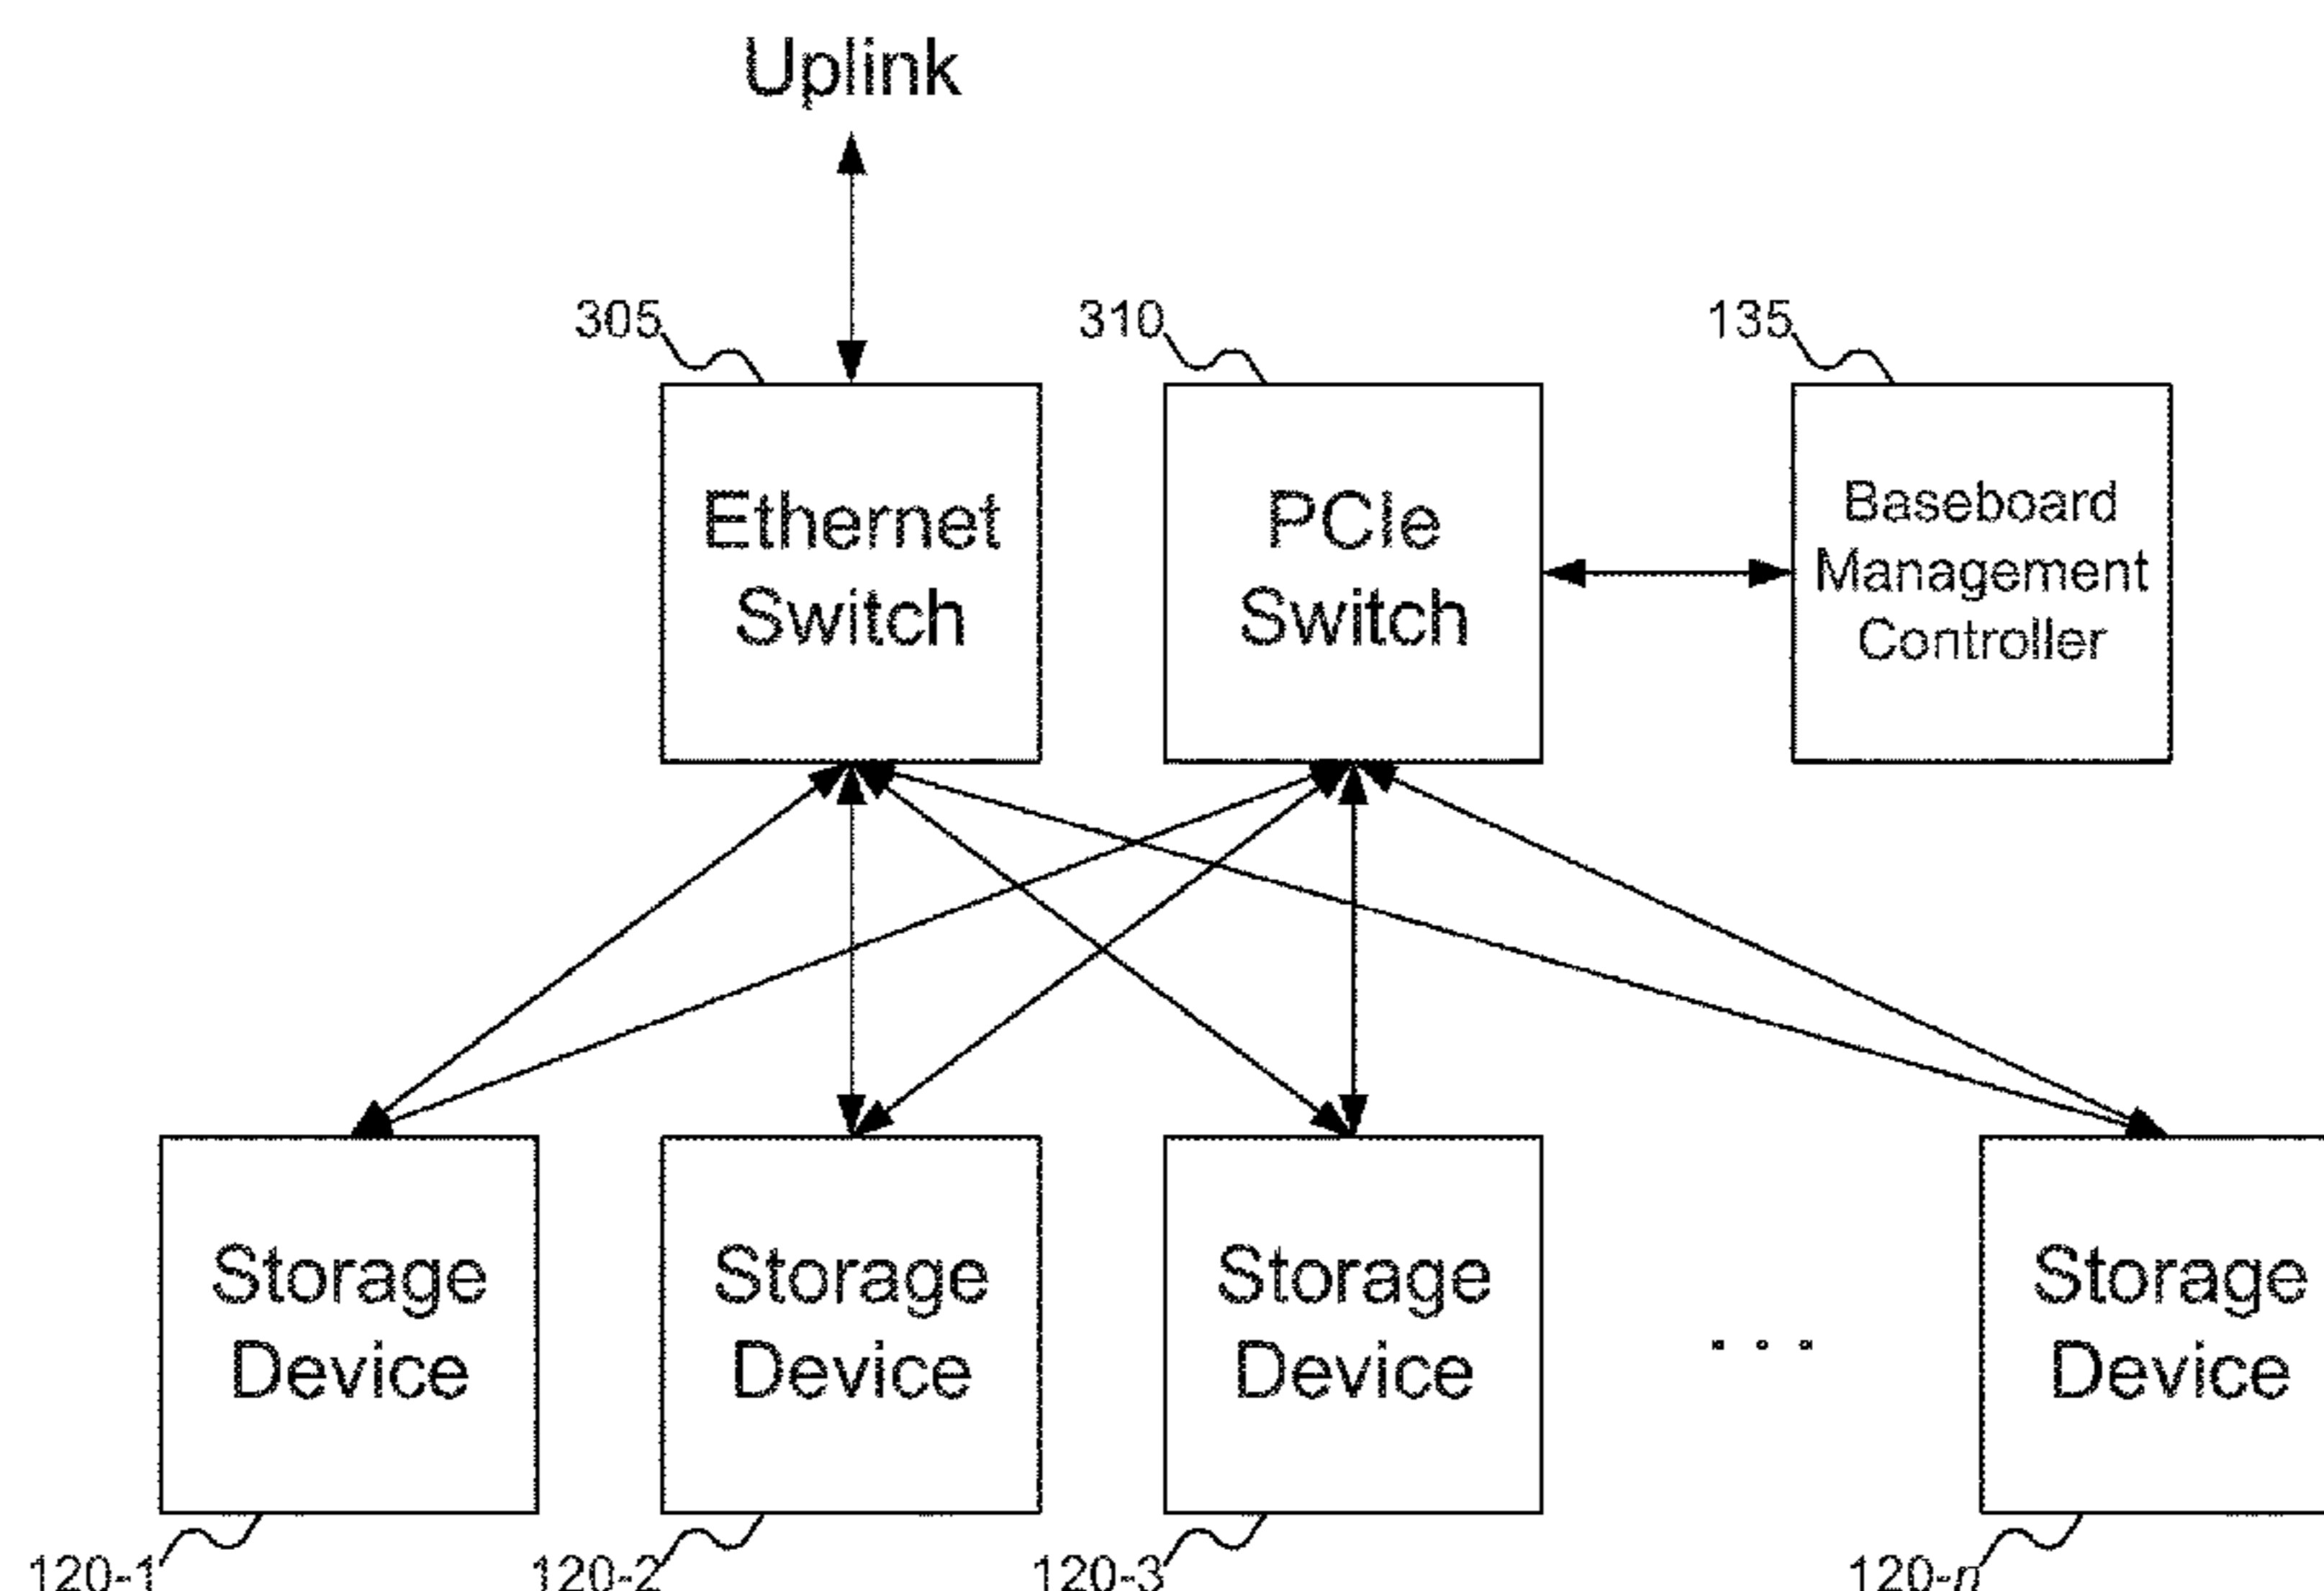 Uplink
305
310
135
Ethernet
Switch
PCIe
Switch
Baseboard
Management
Controller
Storage
Device
Storage
Device
Storage
Device
. . .
Storage
Device
120-1
120-2
120-3
120-n